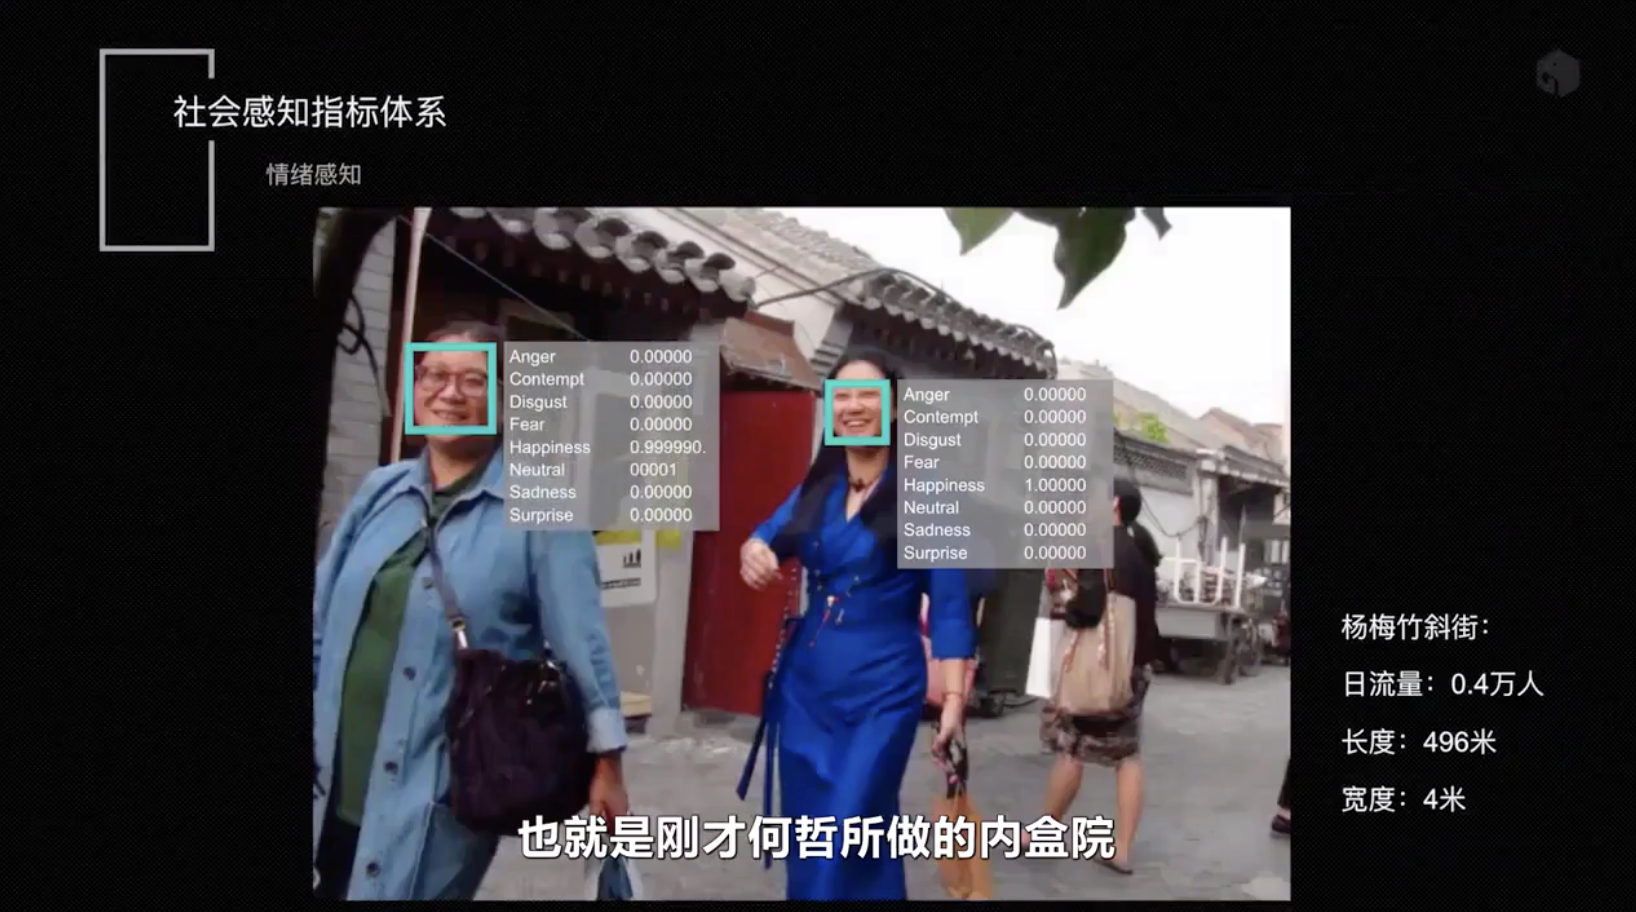 社会感知指标体系
情绪感知
Anger 0.00000
Contempt 0.00000
Disgust 0.00000
Fear 0.00000
Happiness 0.999990.
Neutral 00001
Sadness 0.00000
Surprise 0.00000
Anger 0.00000
Contempt 0.00000
Disgust 0.00000
Fear 0.00000
Happiness 1.00000
Neutral 0.00000
Sadness 0.00000
Surprise 0.00000
杨梅竹斜街：
日流量：0.4万人
长度：496米
宽度：4米
也就是刚才何哲所做的内盒院